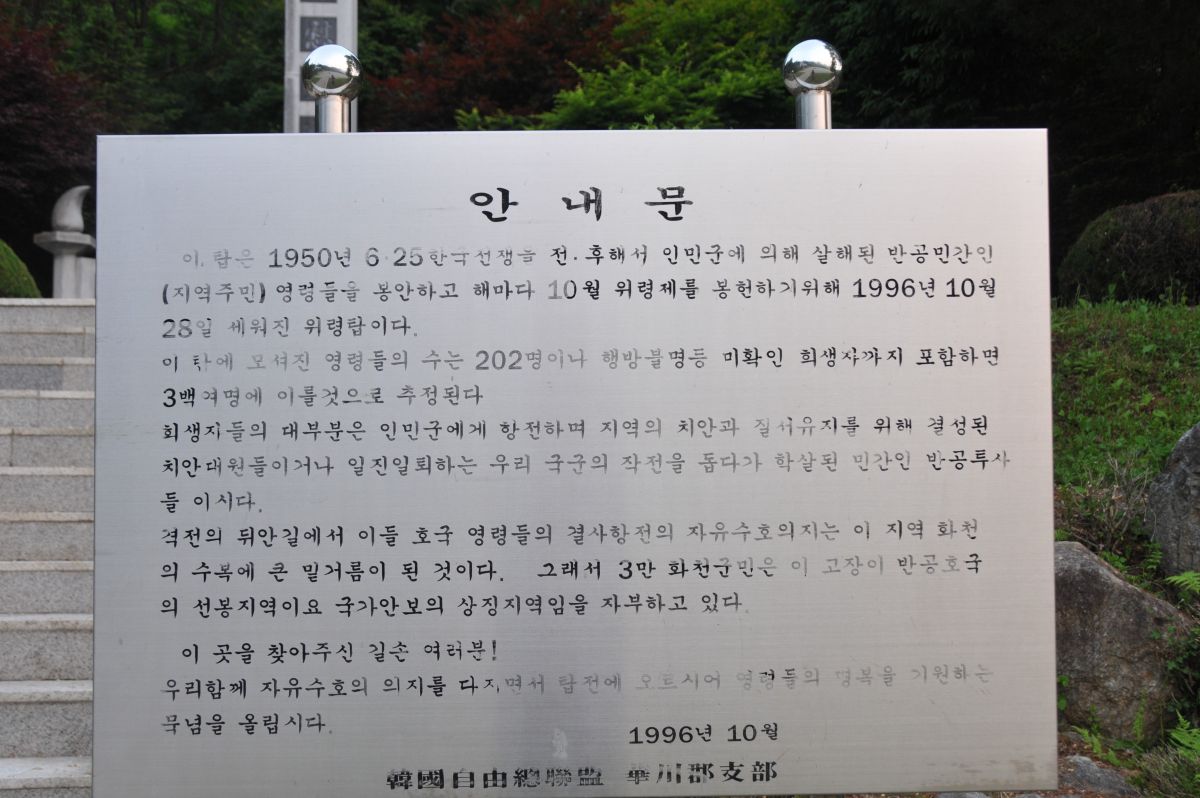 안 내 문
이 탑은 1950년 6·25한국전쟁을 전·후해서 인민군에 의해 살해된 반공민간인
(지역주민) 영령들을 봉안하고 해마다 10월 위령제를 봉헌하기위해 1996년 10월
28일 세워진 위령탑이다.
이 탑에 모셔진 영령들의 수는 202명이나 행방불명등 미확인 희생자까지 포함하면
3백여명에 이를것으로 추정된다
희생자들의 대부분은 인민군에게 항전하며 지역의 치안과 질서유지를 위해 결성된
치안대원들이거나 일진일퇴하는 우리 국군의 작전을 돕다가 학살된 민간인 반공투사
들 이시다.
격전의 뒤안길에서 이들 호국 영령들의 결사항전의 자유수호의지는 이 지역 화천
의 수복에 큰 밑거름이 된 것이다. 그래서 3만 화천군민은 이 고장이 반공호국
의 선봉지역이요 국가안보의 상징지역임을 자부하고 있다.
이 곳을 찾아주신 길손 여러분!
우리함께 자유수호의 의지를 다지면서 탑전에 오르시어 영령들의 명복을 기원하는
묵념을 올립시다.
1996년 10월
韓國自由總聯盟 華川郡支部